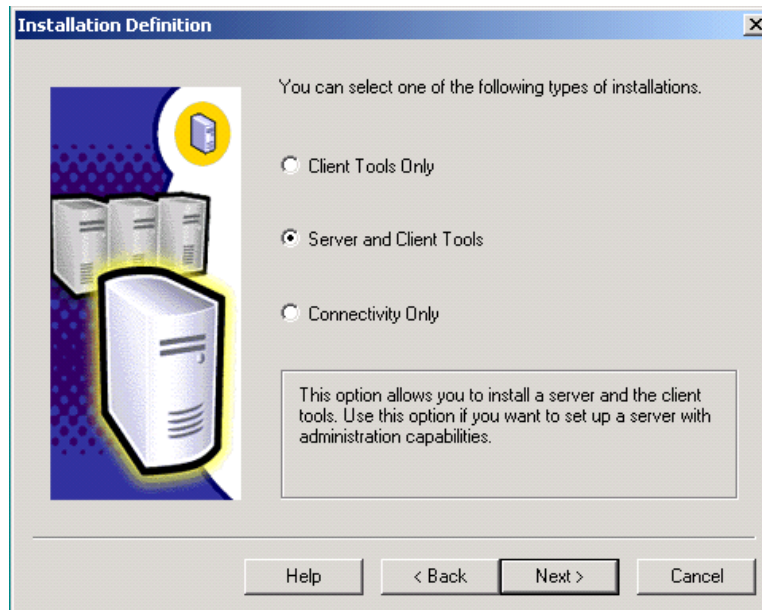 Installation Definition
You can select one of the following types of installations.
Client Tools Only
Server and Client Tools
Connectivity Only
This option allows you to install a server and the client
tools. Use this option if you want to set up a server with
administration capabilities.
Help
< Back
Next >
Cancel